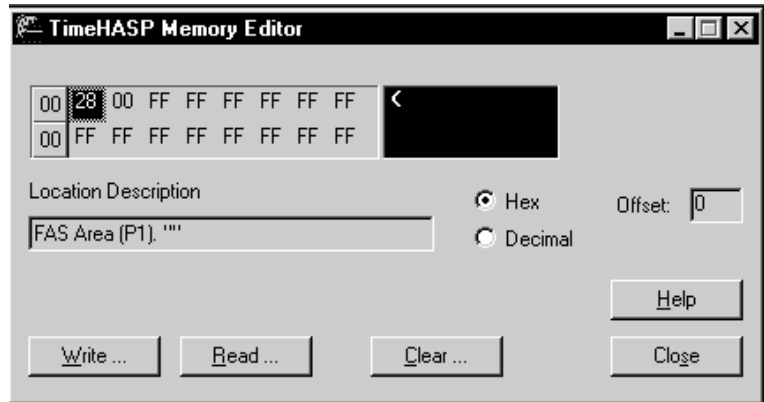 TimeHASP Memory Editor
00 28 00 FF FF FF FF FF FF (
00 FF FF FF FF FF FF FF FF
Location Description
Hex
Offset: 0
FAS Area (P1). ""
Decimal
Help
Write ... Read ... Clear ... Close